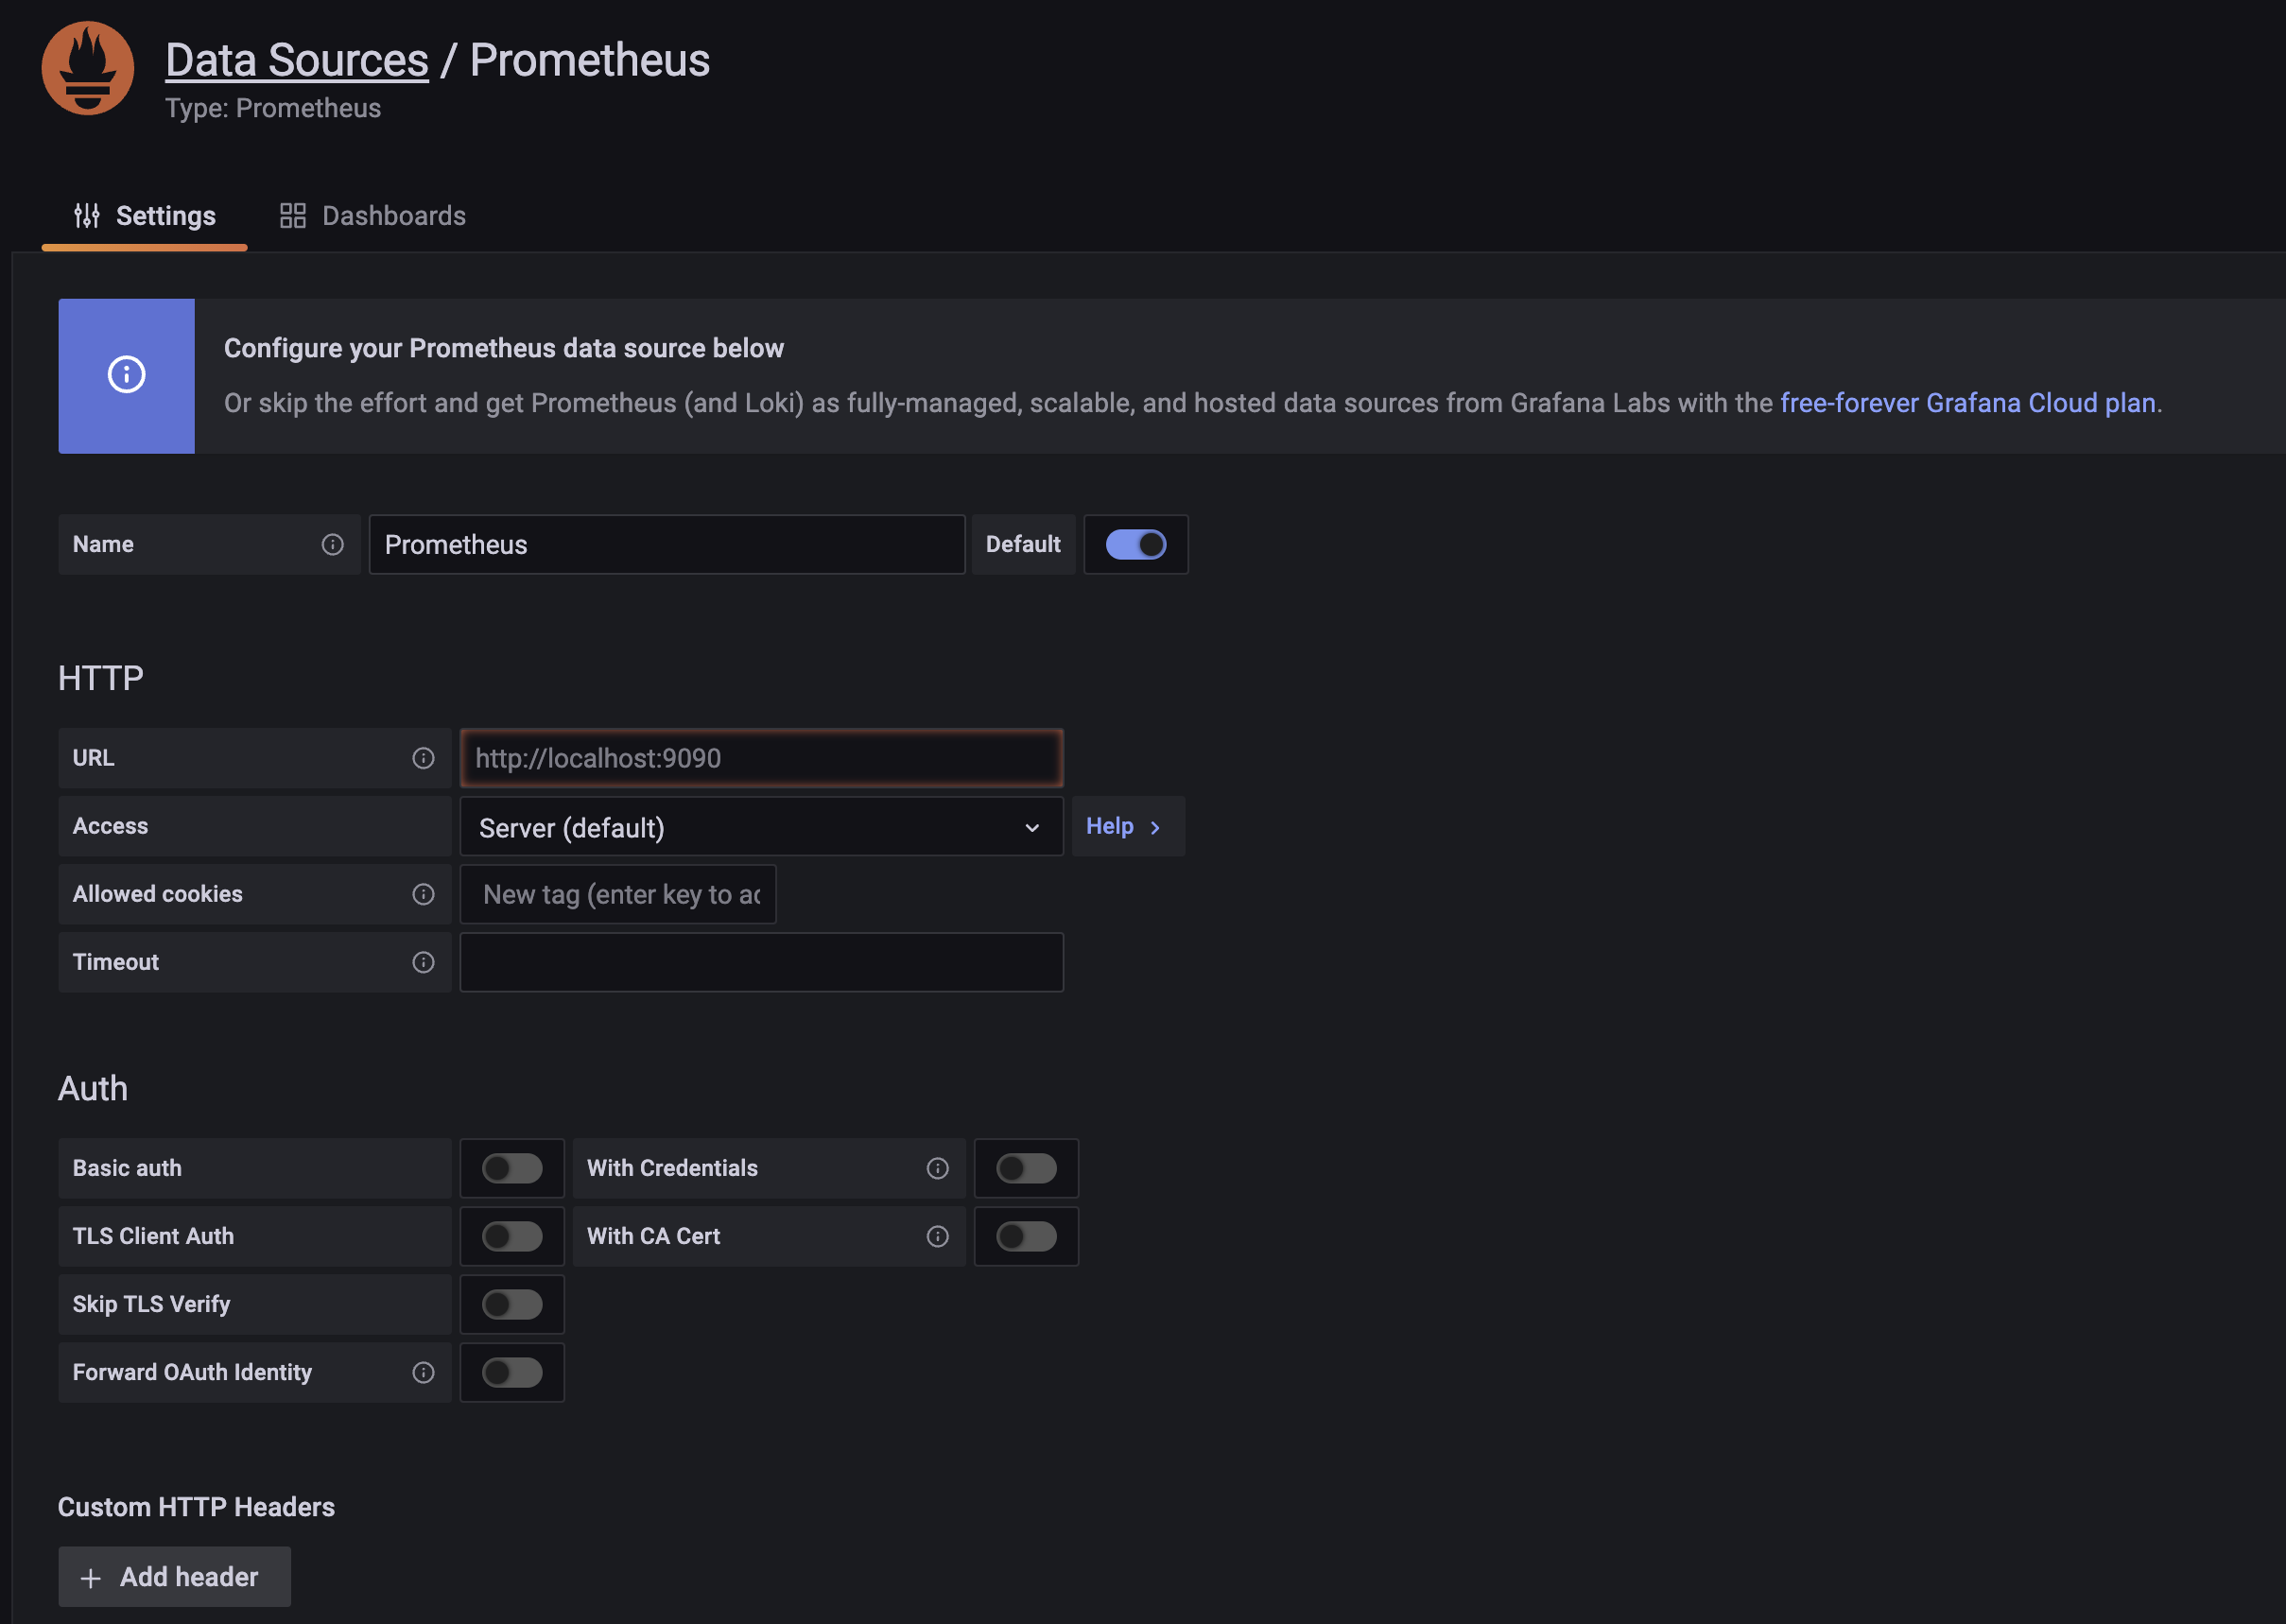 Data Sources / Prometheus
Type: Prometheus
Settings Dashboards
Configure your Prometheus data source below
Or skip the effort and get Prometheus (and Loki) as fully-managed, scalable, and hosted data sources from Grafana Labs with the free-forever Grafana Cloud plan.
Name Prometheus Default
HTTP
URL http://localhost:9090
Access Server (default) Help
Allowed cookies New tag (enter key to ac
Timeout
Auth
Basic auth With Credentials
TLS Client Auth With CA Cert
Skip TLS Verify
Forward OAuth Identity
Custom HTTP Headers
+ Add header